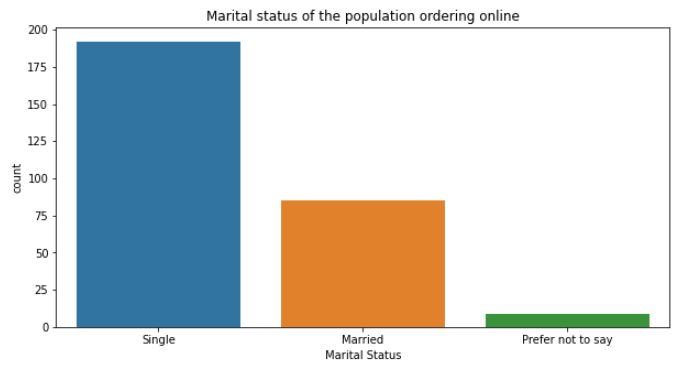 Marital status of the population ordering online
200
175
150
125
100
75
50
25
0
count
Single Married Prefer not to say
Marital Status